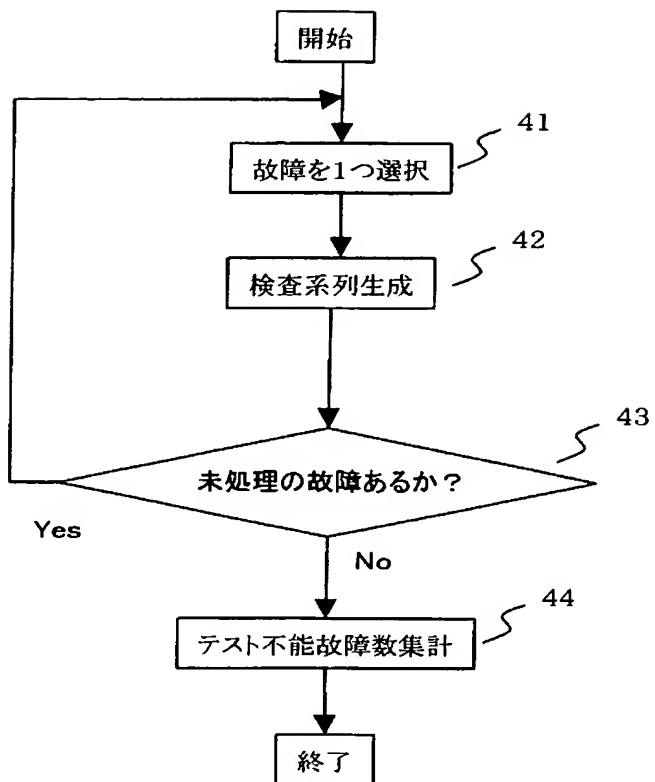 開始
41
故障を1つ選択
42
検査系列生成
43
未処理の故障あるか？
Yes
No
44
テスト不能故障数集計
終了